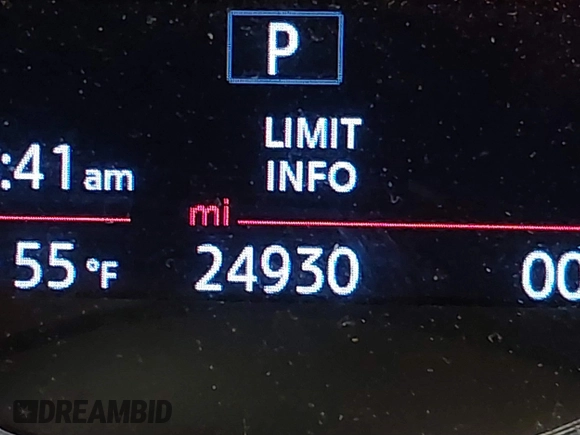 P
LIMIT
INFO
:41 am
mi
55 °F 24930 00
DREAMBID